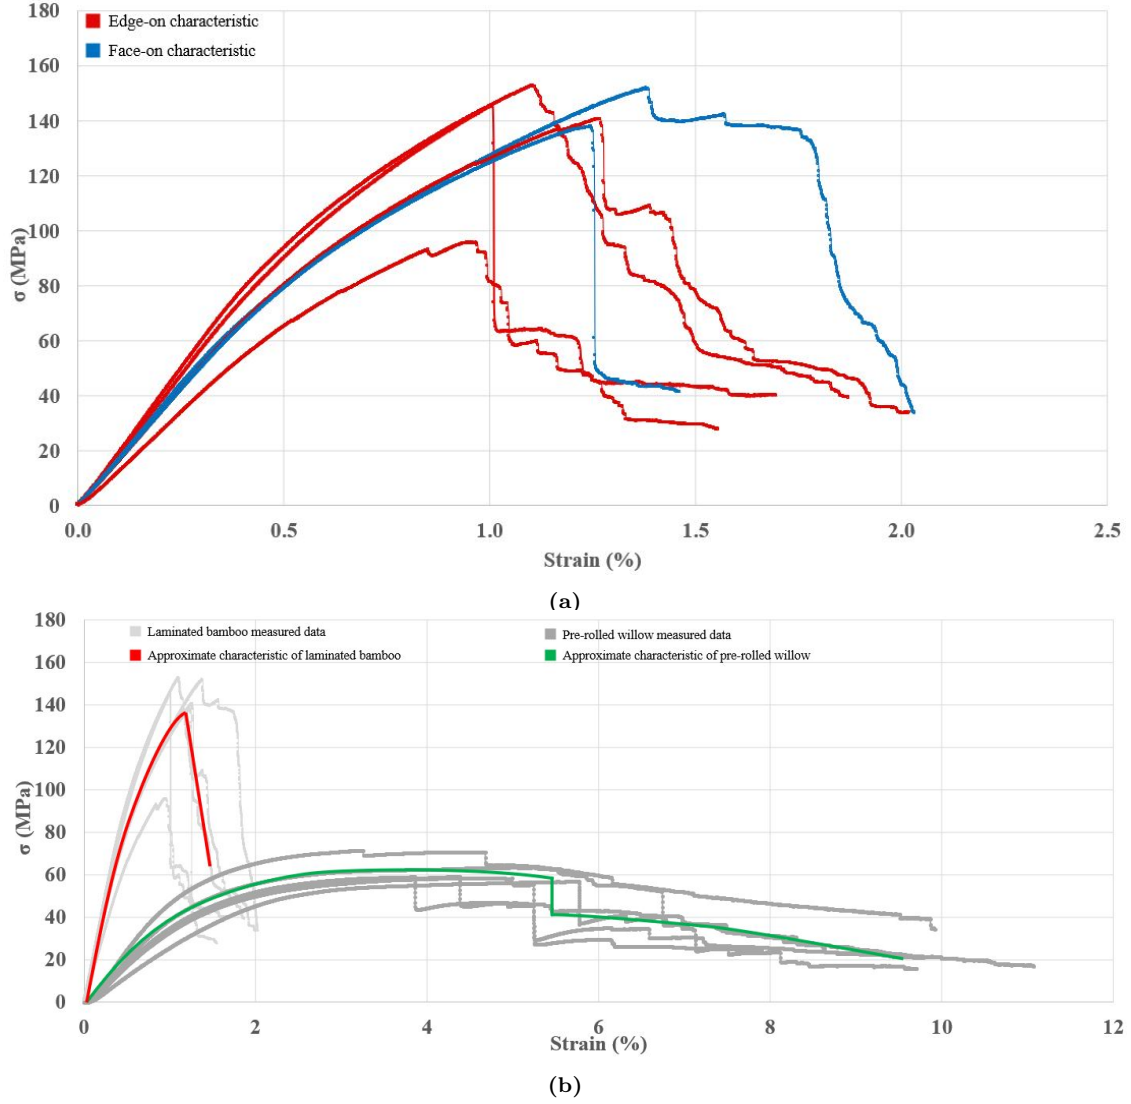 180
Edge-on characteristic
Face-on characteristic
160
140
120
100
80
60
40
20
0
σ (MPa)
0.0 0.5 1.0 1.5 2.0 2.5
Strain (%)
(a)
180
Laminated bamboo measured data Pre-rolled willow measured data
Approximate characteristic of laminated bamboo Approximate characteristic of pre-rolled willow
160
140
120
100
80
60
40
20
0
σ (MPa)
0 2 4 6 8 10 12
Strain (%)
(b)